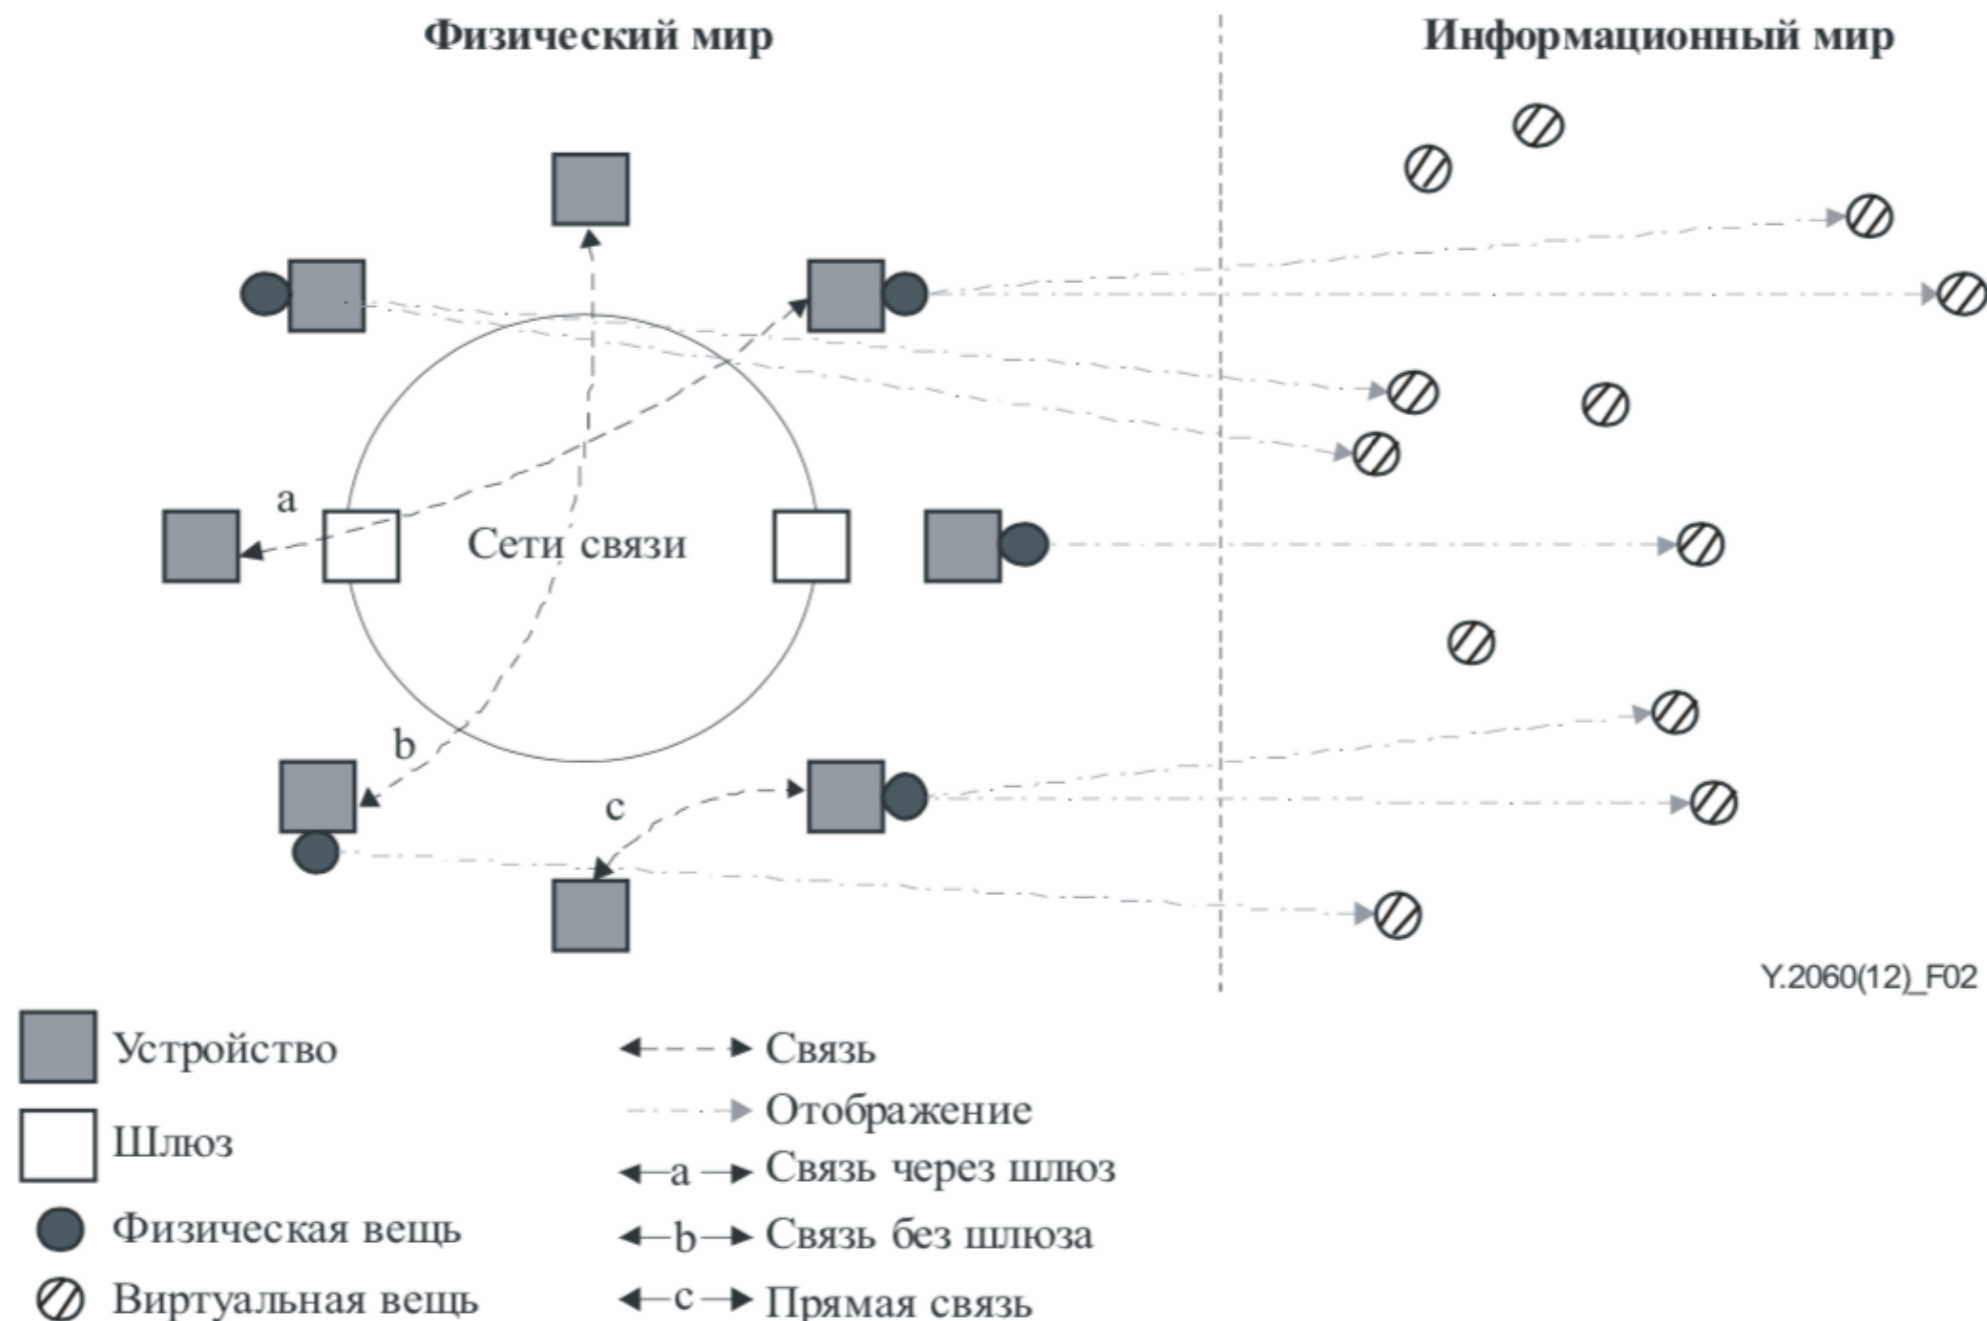 Физический мир
Информационный мир
a
Сети связи
b
c
Y.2060(12)_F02
Устройство
Шлюз
Физическая вещь
Виртуальная вещь
Связь
Отображение
a Связь через шлюз
b Связь без шлюза
c Прямая связь